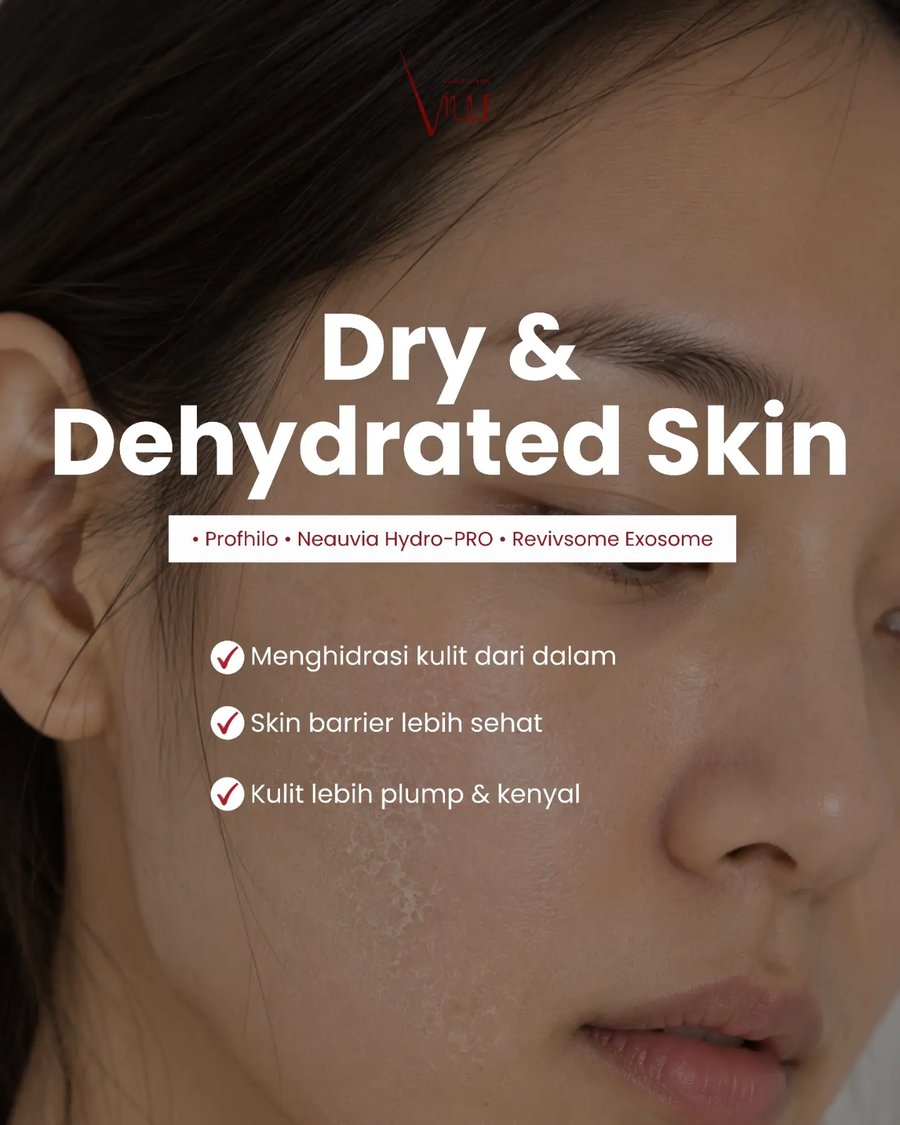 Dry &
Dehydrated Skin
• Profhilo • Neauvia Hydro-PRO • Revivsome Exosome
Menghidrasi kulit dari dalam
Skin barrier lebih sehat
Kulit lebih plump & kenyal